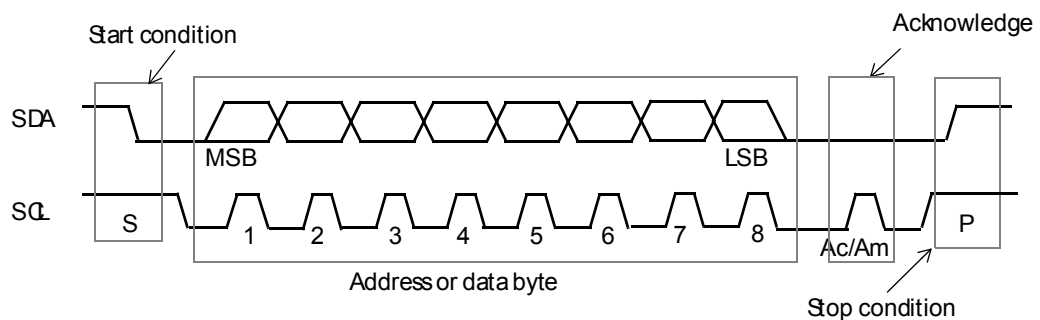 Start condition
Acknowledge
SDA
MSB
LSB
SCL
S
1 2 3 4 5 6 7 8
Ac/Am
P
Address or data byte
Stop condition